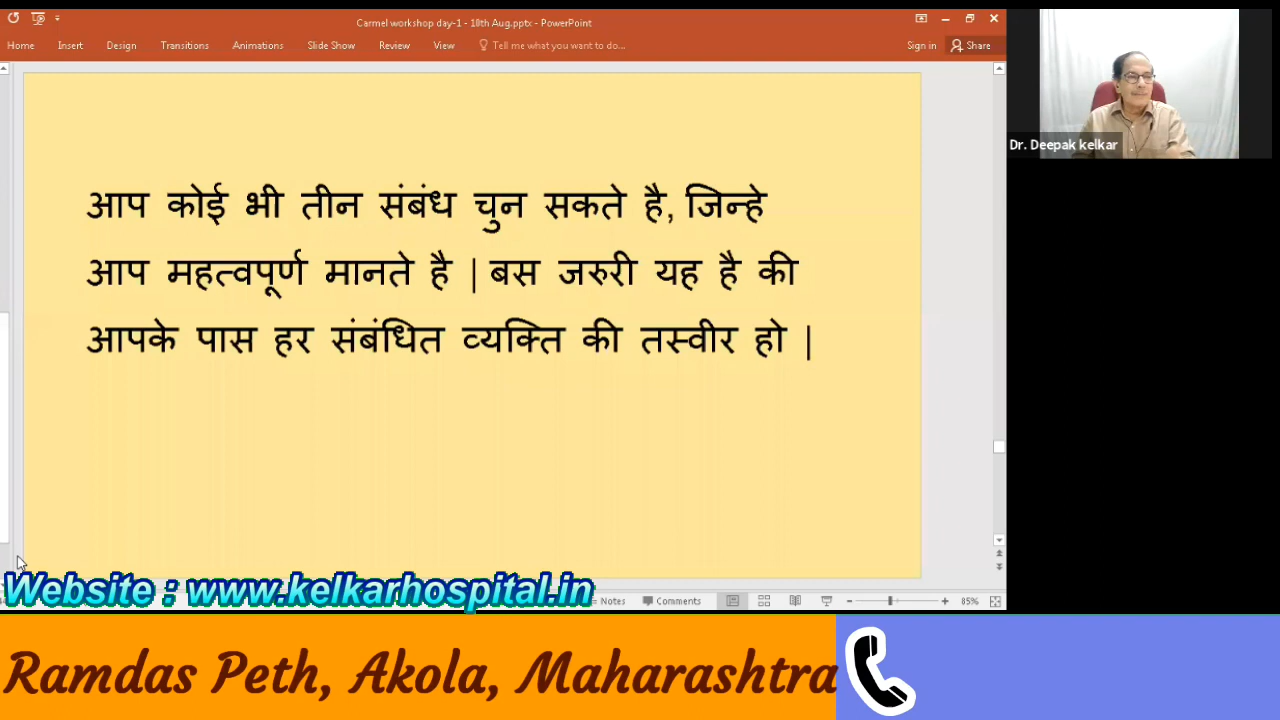 Carmel workshop day-1 - 10th Aug.pptx - PowerPoint
Home Insert Design Transitions Animations Slide Show Review View Tell me what you want to do... Sign in Share
आप कोई भी तीन संबंध चुन सकते है, जिन्हे
आप महत्वपूर्ण मानते है | बस जरुरी यह है की
आपके पास हर संबंधित व्यक्ति की तस्वीर हो |
Dr. Deepak kelkar
Website : www.kelkarhospital.in
Notes Comments 85%
Ramdas Peth, Akola, Maharashtra